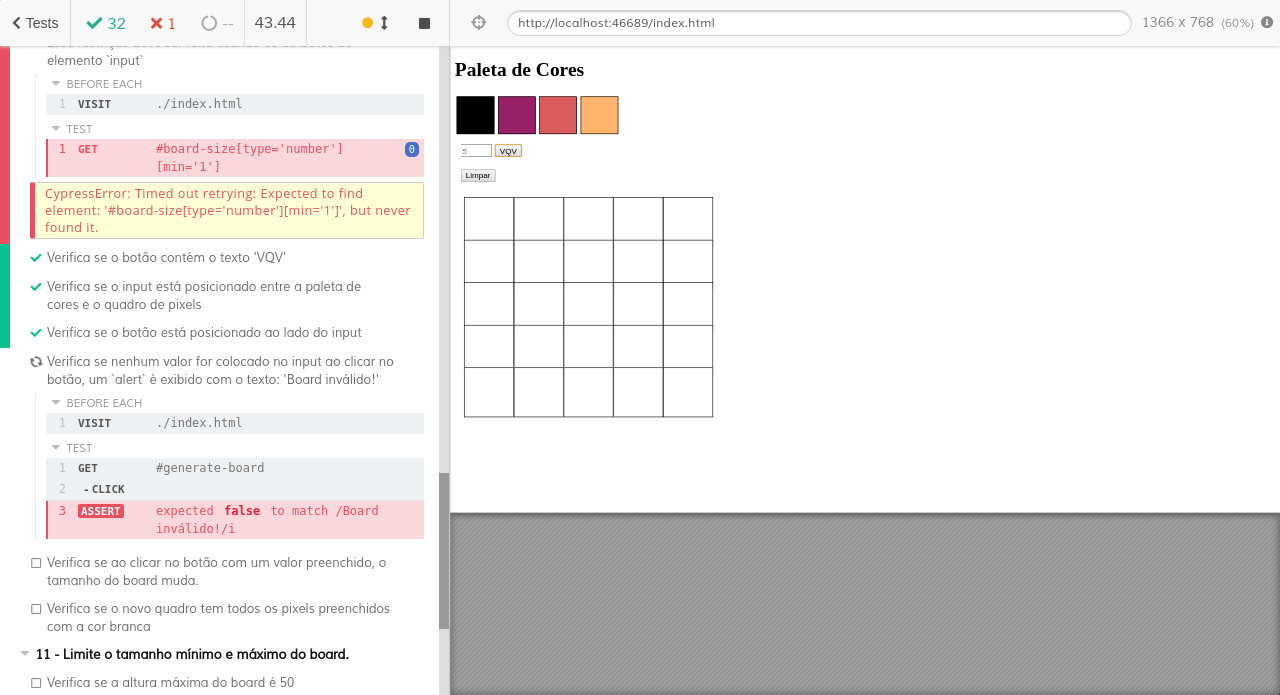 Tests
32
1
--
43.44
http://localhost:46689/index.html
1366 x 768 (60%)
elemento `input`
BEFORE EACH
1 VISIT ./index.html
TEST
1 GET #board-size[type='number']
[min='1']
0
CypressError: Timed out retrying: Expected to find
element: '#board-size[type='number'][min='1']', but never
found it.
Verifica se o botão contém o texto 'VQV'
Verifica se o input está posicionado entre a paleta de
cores e o quadro de pixels
Verifica se o botão está posicionado ao lado do input
Verifica se nenhum valor for colocado no input ao clicar no
botão, um `alert` é exibido com o texto: 'Board inválido!'
BEFORE EACH
1 VISIT ./index.html
TEST
1 GET #generate-board
2 - CLICK
3 ASSERT expected false to match /Board
inválido!/i
Verifica se ao clicar no botão com um valor preenchido, o
tamanho do board muda.
Verifica se o novo quadro tem todos os pixels preenchidos
com a cor branca
11 - Limite o tamanho mínimo e máximo do board.
Verifica se a altura máxima do board é 50
Paleta de Cores
5
VQV
Limpar